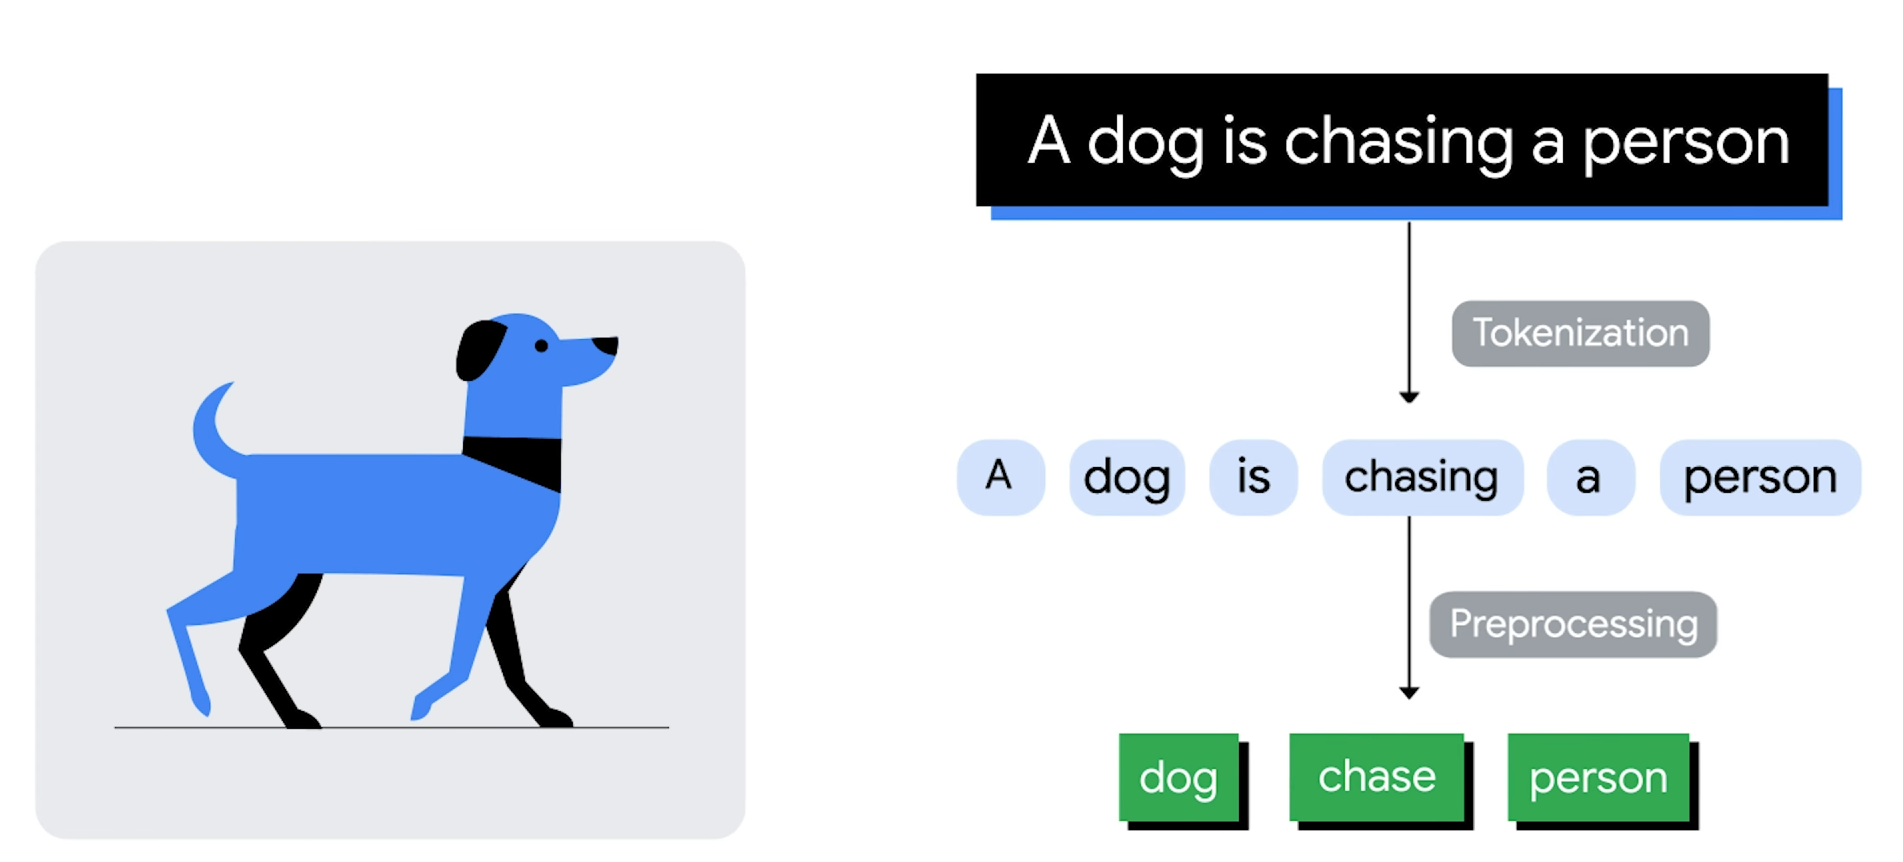 A dog is chasing a person
Tokenization
A dog is chasing a person
Preprocessing
dog chase person